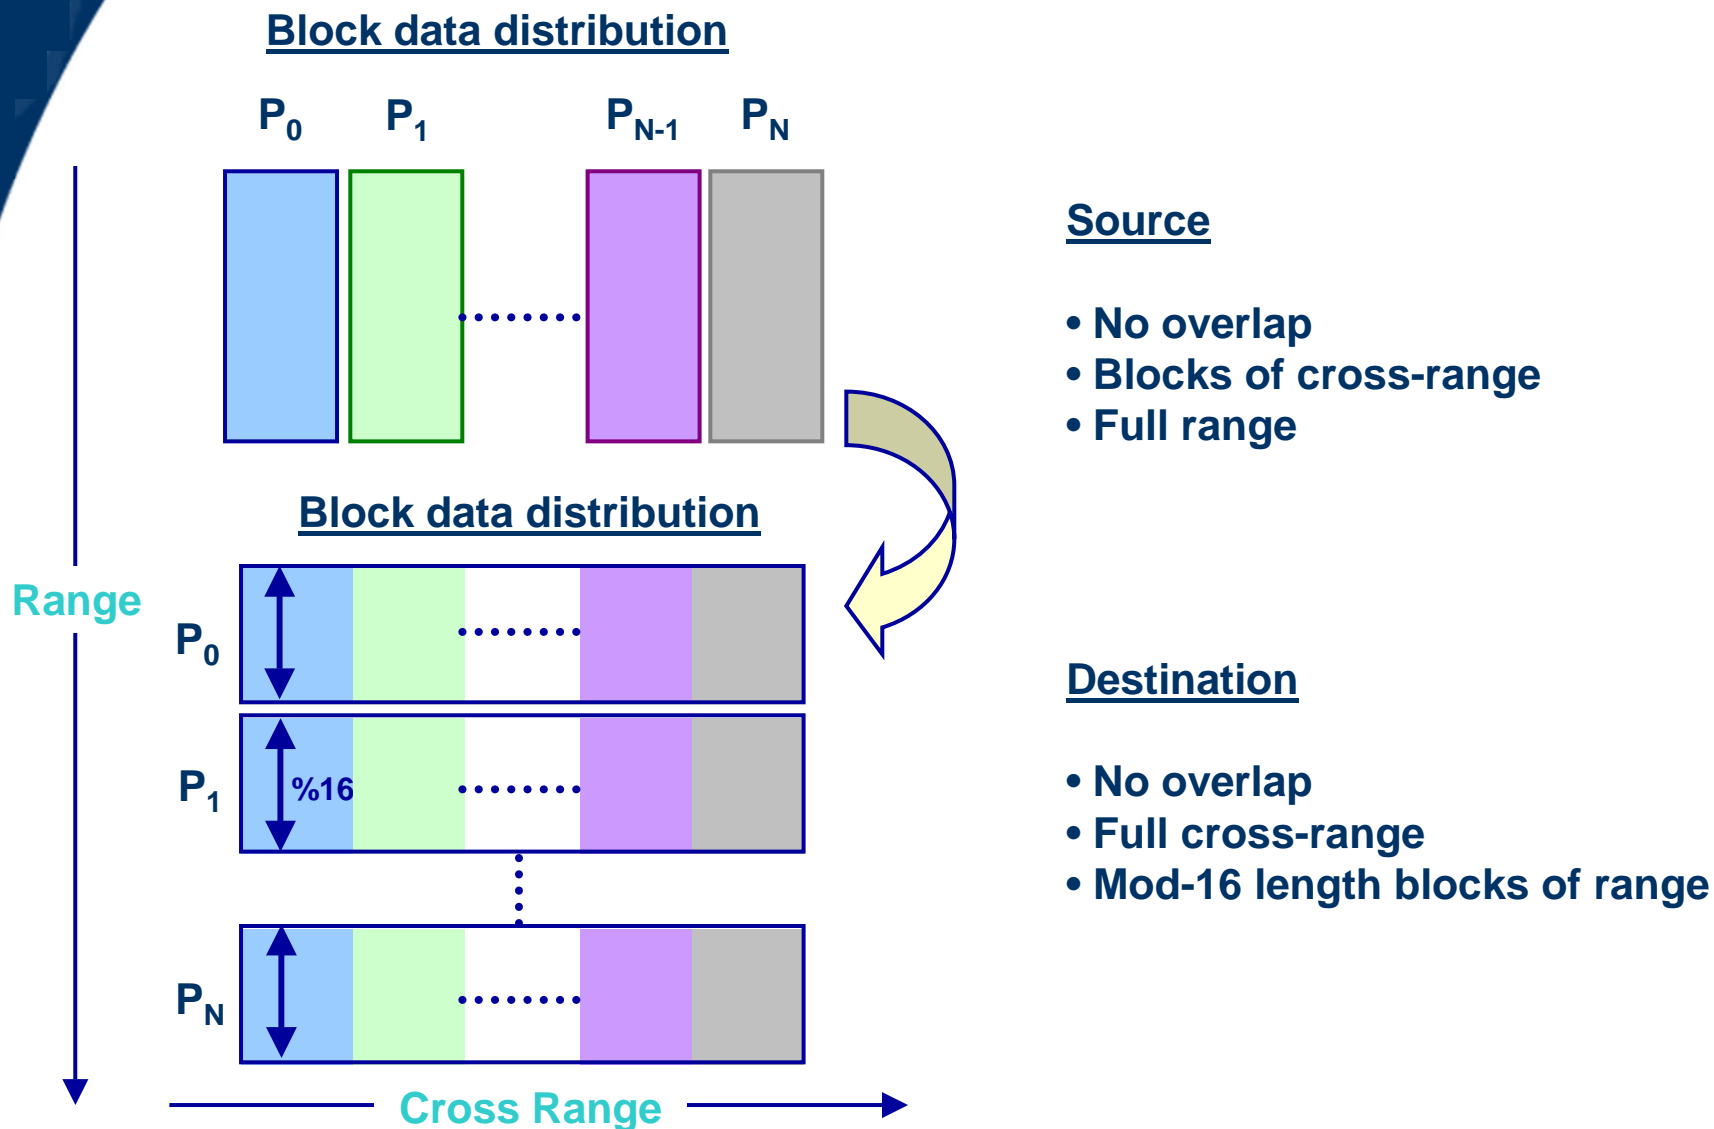 Block data distribution
P0 P1 PN-1 PN
Source
• No overlap
• Blocks of cross-range
• Full range
Block data distribution
Range
P0
P1 %16
PN
Destination
• No overlap
• Full cross-range
• Mod-16 length blocks of range
Cross Range